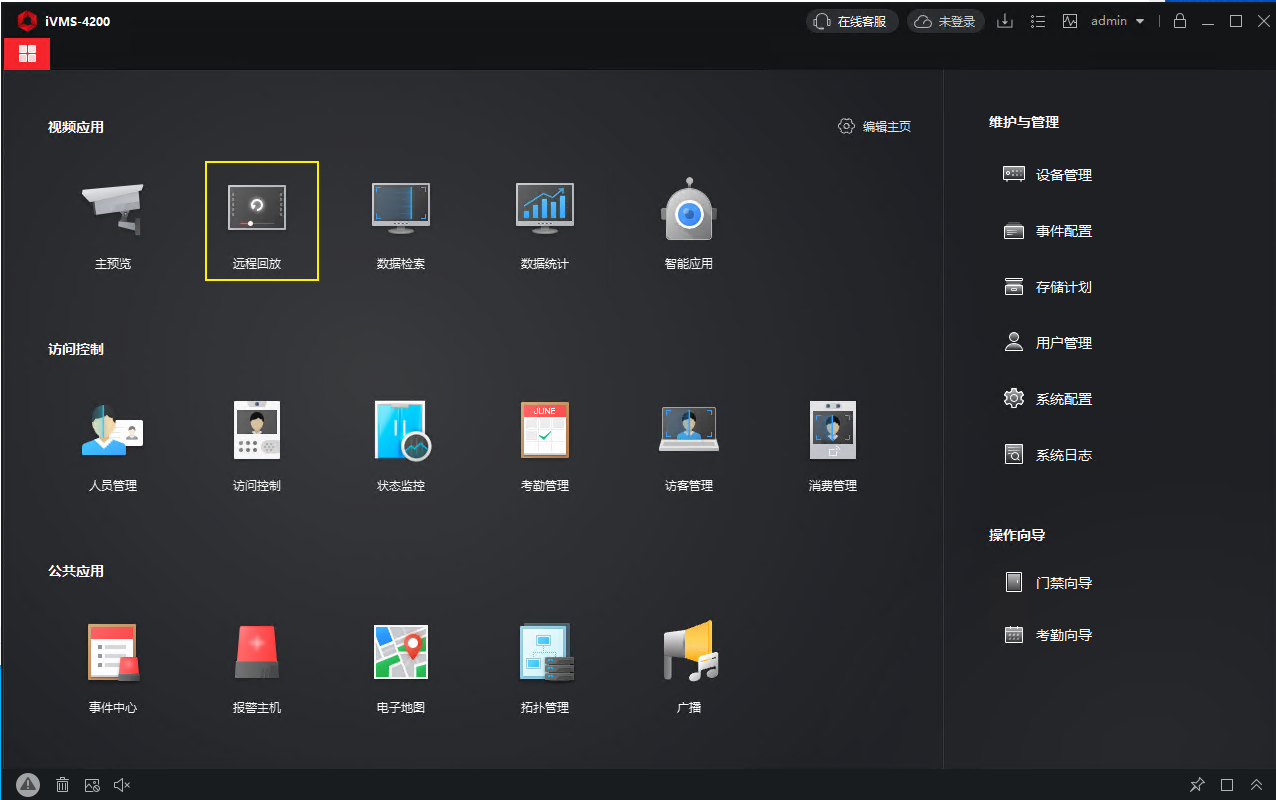 iVMS-4200
在线客服
未登录
admin
视频应用
编辑主页
主预览
远程回放
数据检索
数据统计
智能应用
访问控制
JUNE
人员管理
访问控制
状态监控
考勤管理
访客管理
消费管理
公共应用
事件中心
报警主机
电子地图
拓扑管理
广播
维护与管理
设备管理
事件配置
存储计划
用户管理
系统配置
系统日志
操作向导
门禁向导
考勤向导